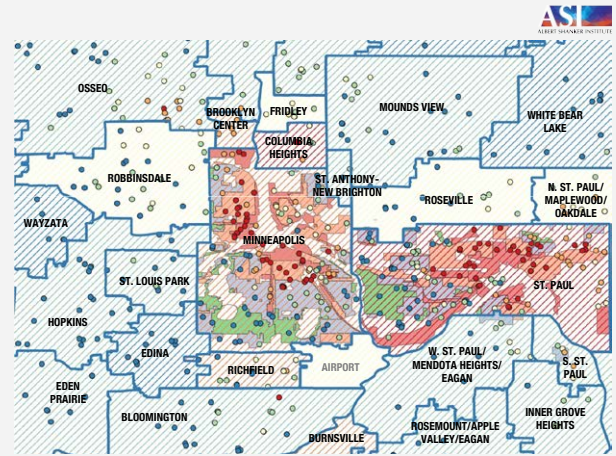 ASI
ALBERT SHANKER INSTITUTE
OSSEO
BROOKLYN
CENTER
FRIDLEY
MOUNDS VIEW
WHITE BEAR
LAKE
COLUMBIA
HEIGHTS
ROBBINSDALE
ST. ANTHONY-
NEW BRIGHTON
ROSEVILLE
N. ST. PAUL/
MAPLEWOOD/
OAKDALE
WAYZATA
MINNEAPOLIS
ST. LOUIS PARK
ST. PAUL
HOPKINS
EDINA
RICHFIELD
AIRPORT
W. ST. PAUL/
MENDOTA HEIGHTS/
EAGAN
S. ST.
PAUL
EDEN
PRAIRIE
BLOOMINGTON
BURNSVILLE
ROSEMOUNT/APPLE
VALLEY/EAGAN
INNER GROVE
HEIGHTS